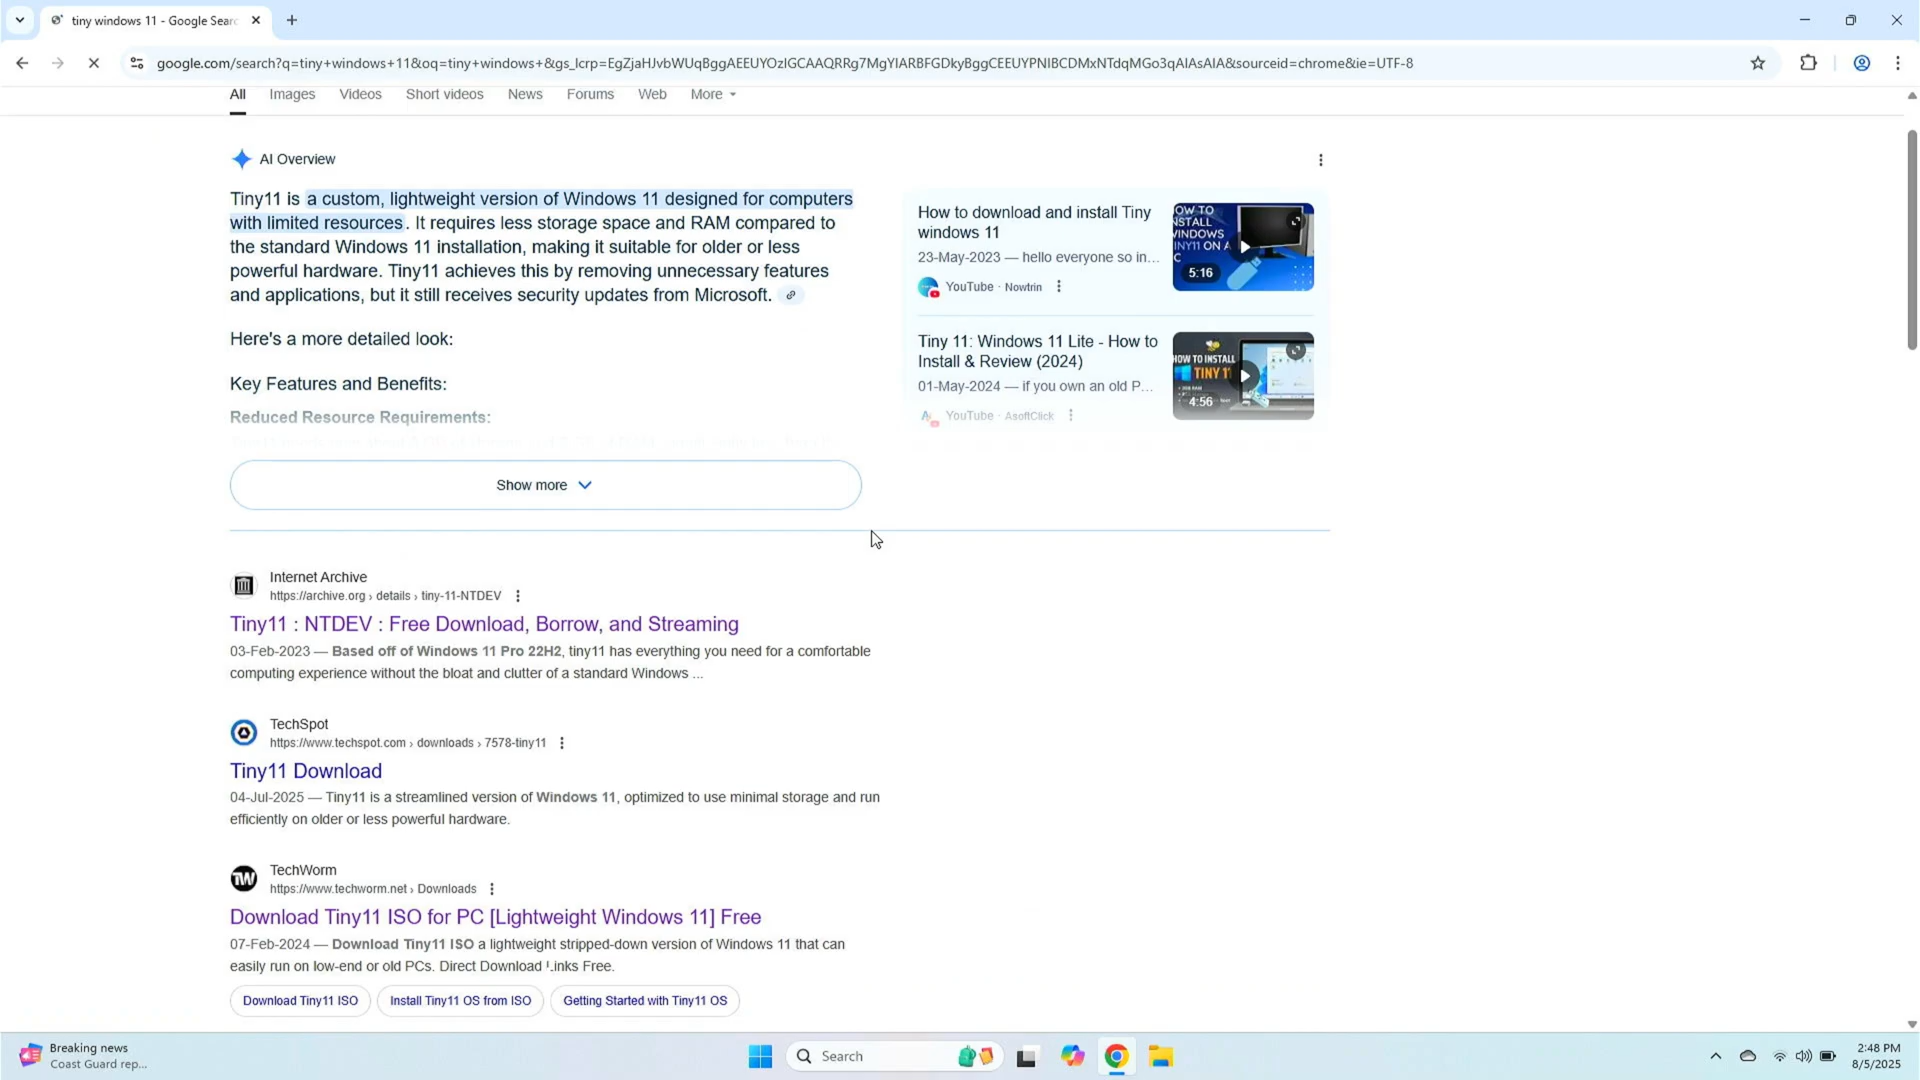 tiny windows 11 - Google Sear
google.com/search?q=tiny+windows+11&oq=tiny+windows+&gs_lcrp=EgZjaHJvbWUqBggAEEUYOzIGCAAQRRg7MgYIARBFGDkyBggCEEUYPNIBCDMxNTdqMGo3qAIAsAIA&sourceid=chrome&ie=UTF-8
All Images Videos Short videos News Forums Web More
AI Overview
Tiny11 is a custom, lightweight version of Windows 11 designed for computers
with limited resources. It requires less storage space and RAM compared to
the standard Windows 11 installation, making it suitable for older or less
powerful hardware. Tiny11 achieves this by removing unnecessary features
and applications, but it still receives security updates from Microsoft.
Here's a more detailed look:
Key Features and Benefits:
Reduced Resource Requirements:
Show more
How to download and install Tiny
windows 11
23-May-2023 — hello everyone so in...
YouTube · Nowtrin
OW TO
NSTALL
WINDOWS
INY11 ON A
C
5:16
Tiny 11: Windows 11 Lite - How to
Install & Review (2024)
01-May-2024 — if you own an old P...
YouTube · AsoftClick
HOW TO INSTALL
TINY 11
4:56
Internet Archive
https://archive.org › details › tiny-11-NTDEV
Tiny11 : NTDEV : Free Download, Borrow, and Streaming
03-Feb-2023 — Based off of Windows 11 Pro 22H2, tiny11 has everything you need for a comfortable
computing experience without the bloat and clutter of a standard Windows ...
TechSpot
https://www.techspot.com › downloads › 7578-tiny11
Tiny11 Download
04-Jul-2025 — Tiny11 is a streamlined version of Windows 11, optimized to use minimal storage and run
efficiently on older or less powerful hardware.
TW
TechWorm
https://www.techworm.net › Downloads
Download Tiny11 ISO for PC [Lightweight Windows 11] Free
07-Feb-2024 — Download Tiny11 ISO a lightweight stripped-down version of Windows 11 that can
easily run on low-end or old PCs. Direct Download Links Free.
Download Tiny11 ISO Install Tiny11 OS from ISO Getting Started with Tiny11 OS
Breaking news
Coast Guard rep...
Search
2:48 PM
8/5/2025